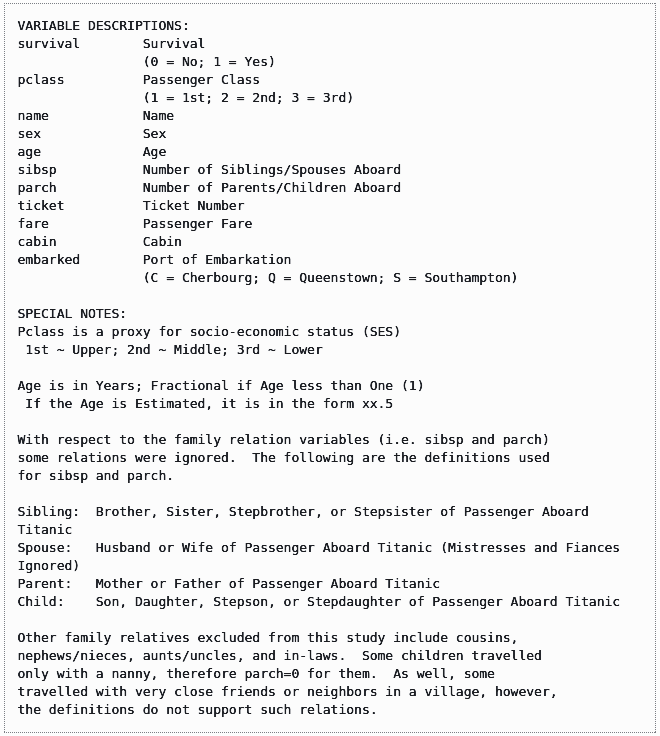 VARIABLE DESCRIPTIONS:
survival        Survival
                (0 = No; 1 = Yes)
pclass          Passenger Class
                (1 = 1st; 2 = 2nd; 3 = 3rd)
name            Name
sex             Sex
age             Age
sibsp           Number of Siblings/Spouses Aboard
parch           Number of Parents/Children Aboard
ticket          Ticket Number
fare            Passenger Fare
cabin           Cabin
embarked        Port of Embarkation
                (C = Cherbourg; Q = Queenstown; S = Southampton)

SPECIAL NOTES:
Pclass is a proxy for socio-economic status (SES)
 1st ~ Upper; 2nd ~ Middle; 3rd ~ Lower

Age is in Years; Fractional if Age less than One (1)
 If the Age is Estimated, it is in the form xx.5

With respect to the family relation variables (i.e. sibsp and parch)
some relations were ignored.  The following are the definitions used
for sibsp and parch.

Sibling:  Brother, Sister, Stepbrother, or Stepsister of Passenger Aboard
Titanic
Spouse:   Husband or Wife of Passenger Aboard Titanic (Mistresses and Fiances
Ignored)
Parent:   Mother or Father of Passenger Aboard Titanic
Child:    Son, Daughter, Stepson, or Stepdaughter of Passenger Aboard Titanic

Other family relatives excluded from this study include cousins,
nephews/nieces, aunts/uncles, and in-laws.  Some children travelled
only with a nanny, therefore parch=0 for them.  As well, some
travelled with very close friends or neighbors in a village, however,
the definitions do not support such relations.